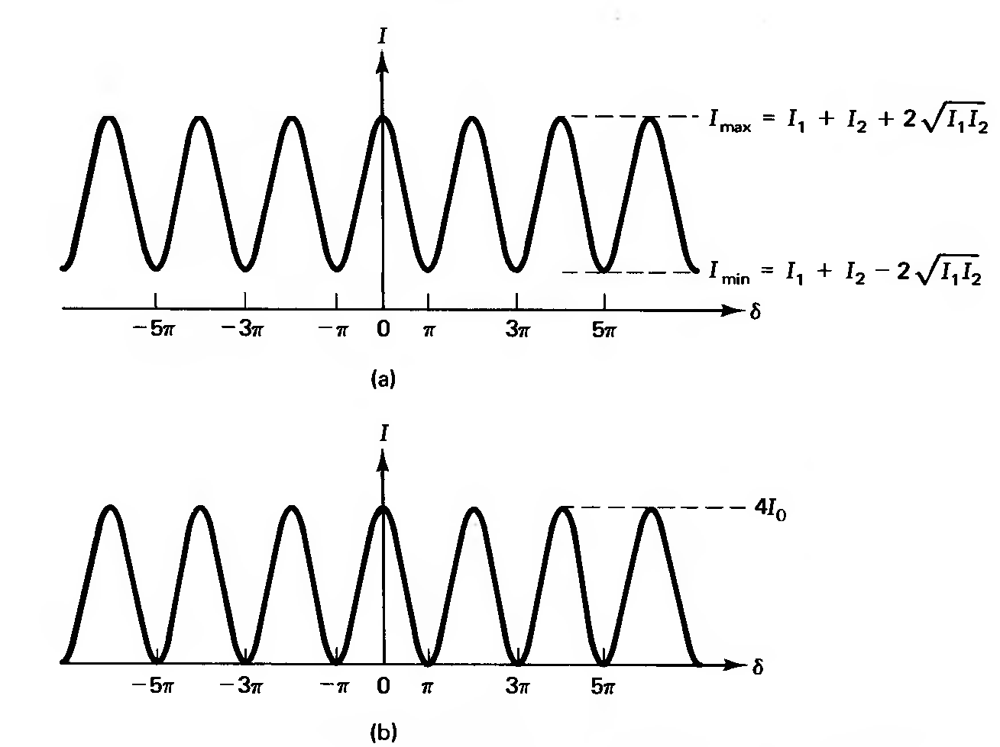 I
I_max = I_1 + I_2 + 2√(I_1I_2)
I_min = I_1 + I_2 − 2√(I_1I_2)
δ
−5π −3π −π 0 π 3π 5π
(a)
I
4I_0
δ
−5π −3π −π 0 π 3π 5π
(b)